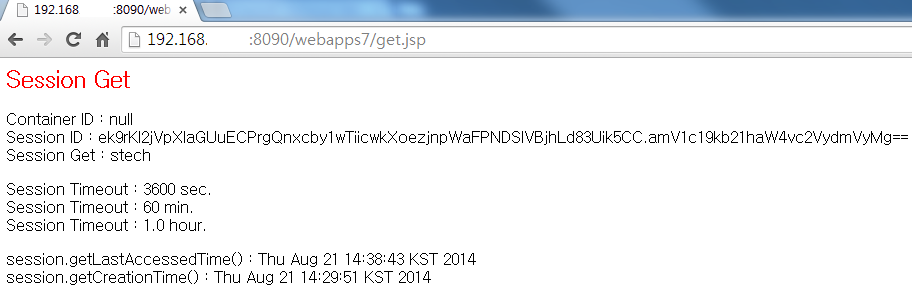 192.168 :8090/web
192.168. :8090/webapps7/get.jsp
Session Get
Container ID : null
Session ID : ek9rKI2jVpXIaGUuECPrgQnxcby1wTiicwkXoezjnpWaFPNDSIVBjhLd83Uik5CC.amV1c19kb21haW4vc2VydmVyMg==
Session Get : stech
Session Timeout : 3600 sec.
Session Timeout : 60 min.
Session Timeout : 1.0 hour.
session.getLastAccessedTime() : Thu Aug 21 14:38:43 KST 2014
session.getCreationTime() : Thu Aug 21 14:29:51 KST 2014